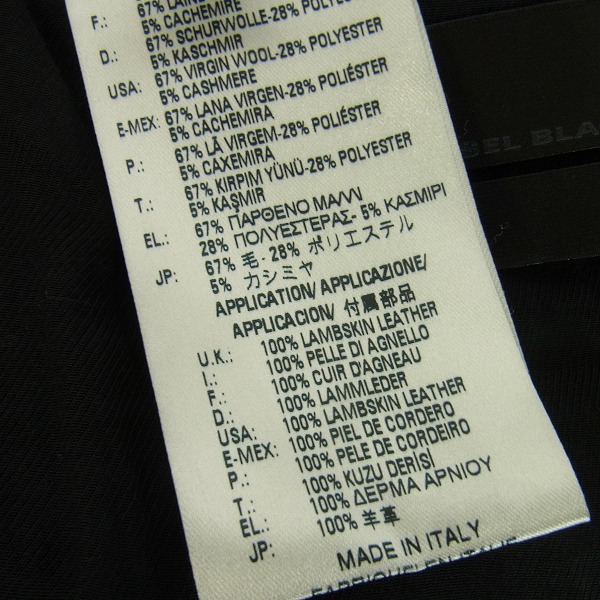 67% LAINE
F.: 5% CACHEMIRE
67% SCHURWOLLE-28% POLYESTER
D.: 5% KASCHMIR
67% VIRGIN WOOL-28% POLYESTER
USA: 5% CASHMERE
67% LANA VIRGEN-28% POLIÉSTER
E-MEX: 5% CACHEMIRA
67% LÃ VIRGEM-28% POLIÉSTER
P.: 5% CAXEMIRA
67% KIRPIM YÜNÜ-28% POLYESTER
T.: 5% KAŞMIR
67% ΠΑΡΘΕΝΟ ΜΑΛΛΙ
EL.: 28% ΠΟΛΥΕΣΤΕΡΑΣ- 5% ΚΑΣΜΙΡΙ
67% 毛-28% ポリエステル
JP: 5% カシミヤ
APPLICATION/ APPLICAZIONE/
APPLICACION/ 付属部品
U.K.: 100% LAMBSKIN LEATHER
I.: 100% PELLE DI AGNELLO
F.: 100% CUIR D'AGNEAU
D.: 100% LAMMLEDER
USA: 100% LAMBSKIN LEATHER
E-MEX: 100% PIEL DE CORDERO
P.: 100% PELE DE CORDEIRO
T.: 100% KUZU DERİSİ
EL.: 100% ΔΕΡΜΑ ΑΡΝΙΟΥ
JP: 100% 羊革
MADE IN ITALY
FABRIQUE EN ITALIE